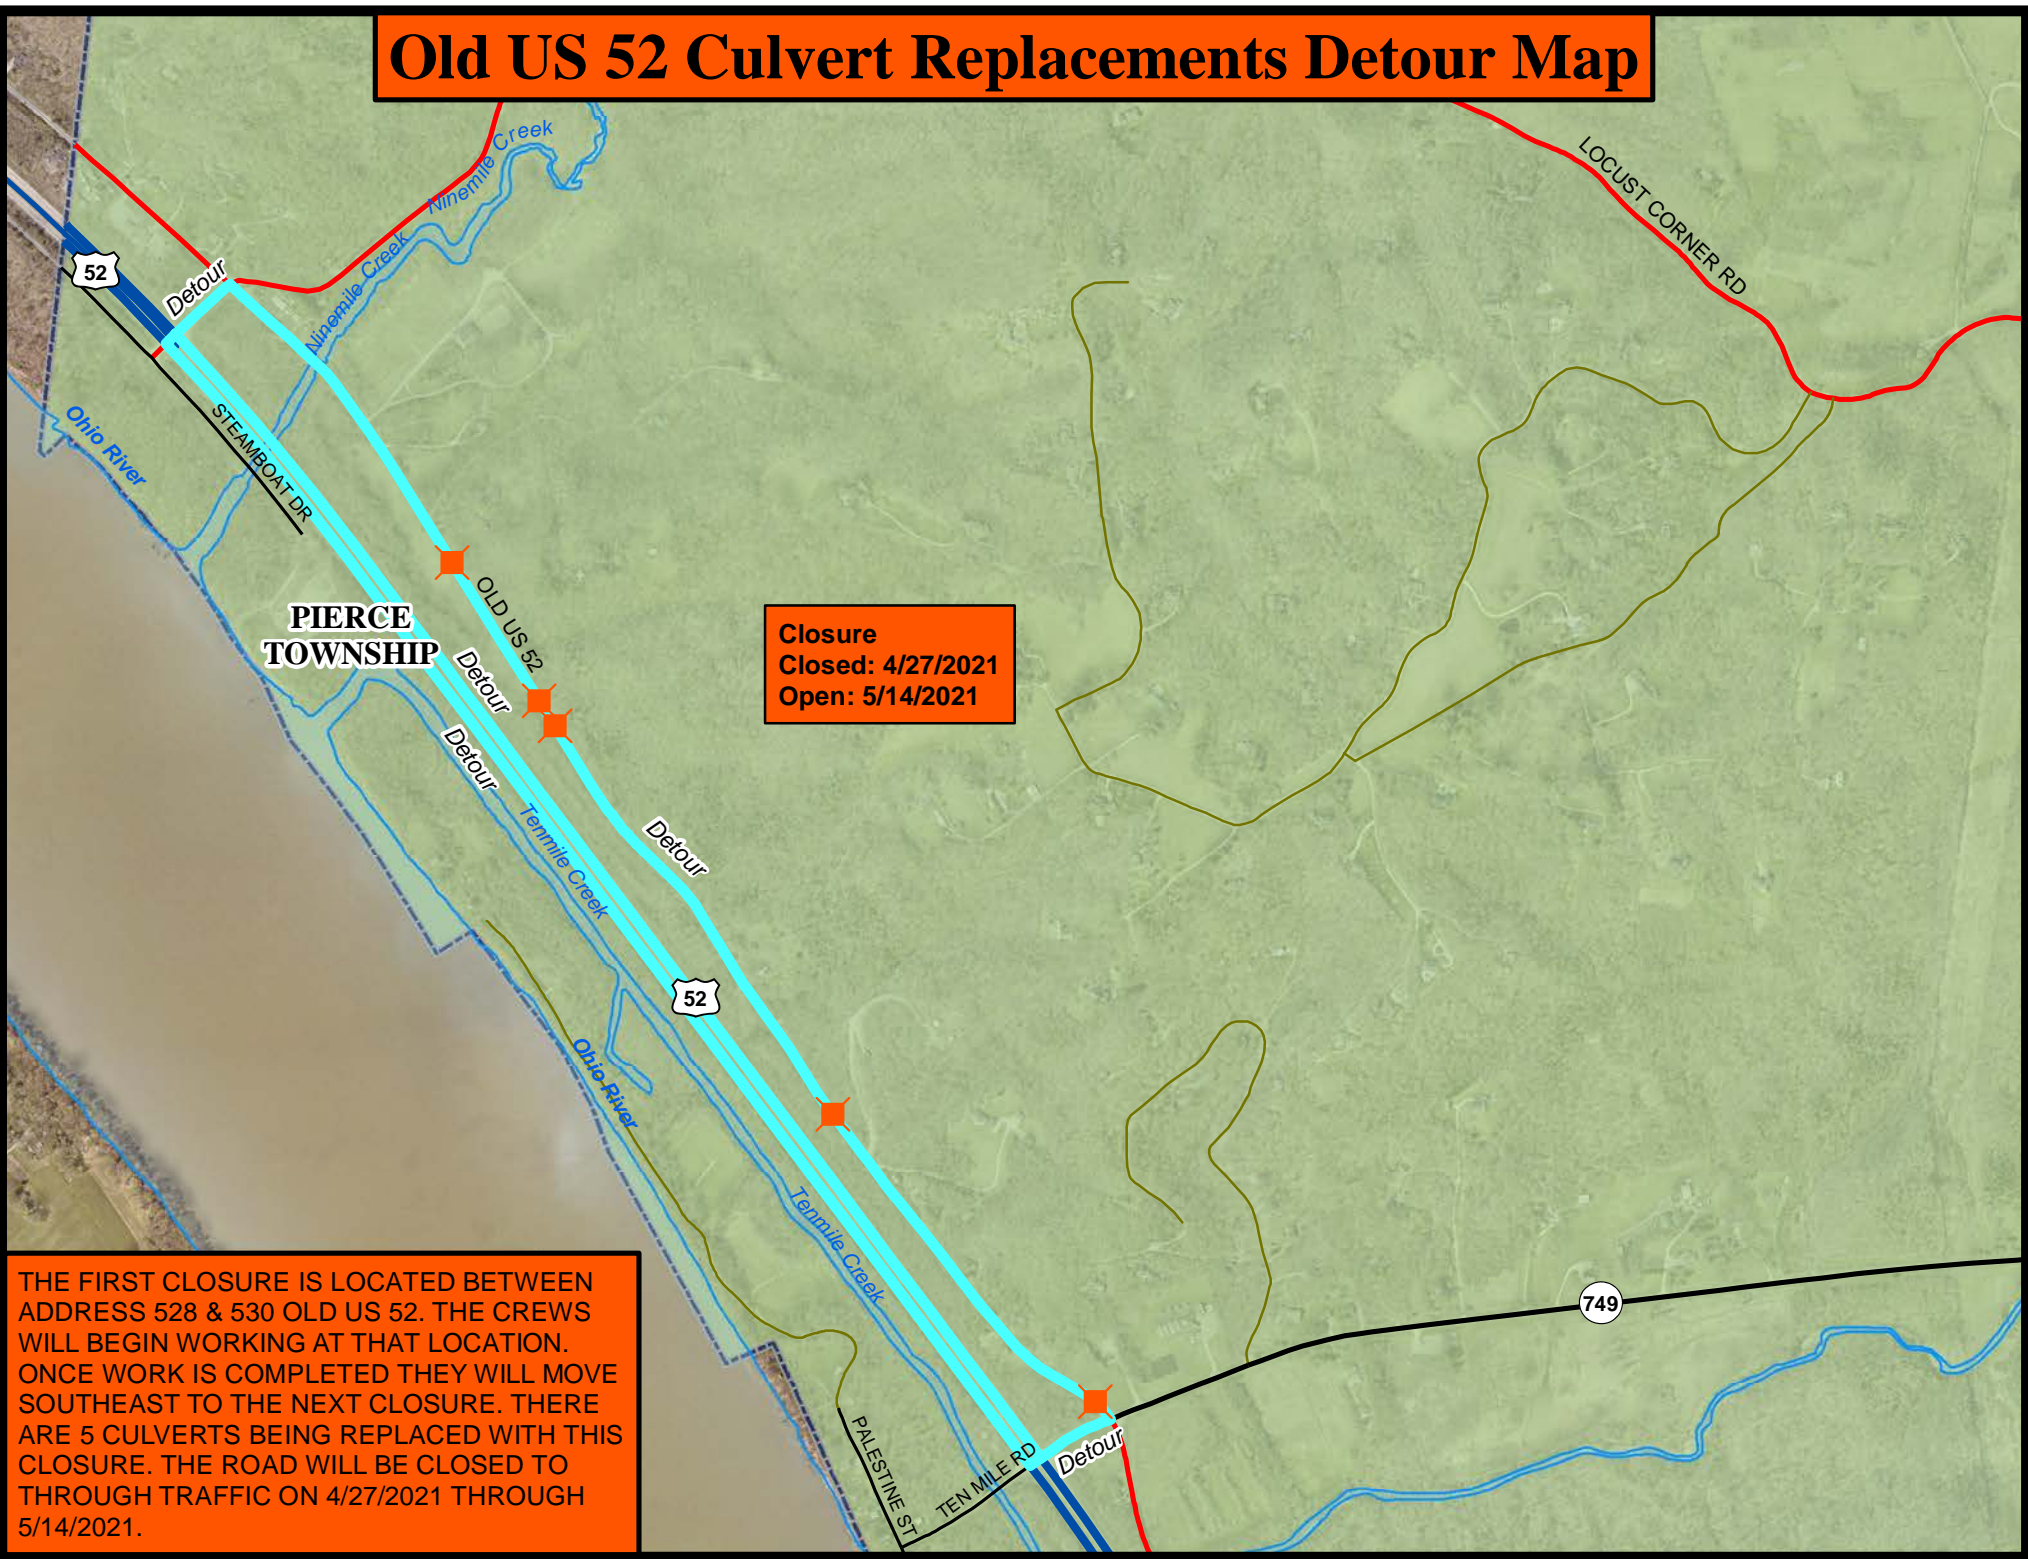 Old US 52 Culvert Replacements Detour Map
Ninemile Creek
LOCUST CORNER RD
Ninemile Creek
52
Detour
STEAMBOAT DR
Ohio River
OLD US 52
PIERCE
TOWNSHIP
Detour
Detour
Closure
Closed: 4/27/2021
Open: 5/14/2021
Tenmile Creek
Detour
52
Ohio River
Tenmile Creek
749
THE FIRST CLOSURE IS LOCATED BETWEEN
ADDRESS 528 & 530 OLD US 52. THE CREWS
WILL BEGIN WORKING AT THAT LOCATION.
ONCE WORK IS COMPLETED THEY WILL MOVE
SOUTHEAST TO THE NEXT CLOSURE. THERE
ARE 5 CULVERTS BEING REPLACED WITH THIS
CLOSURE. THE ROAD WILL BE CLOSED TO
THROUGH TRAFFIC ON 4/27/2021 THROUGH
5/14/2021.
PALESTINE ST
TEN MILE RD
Detour